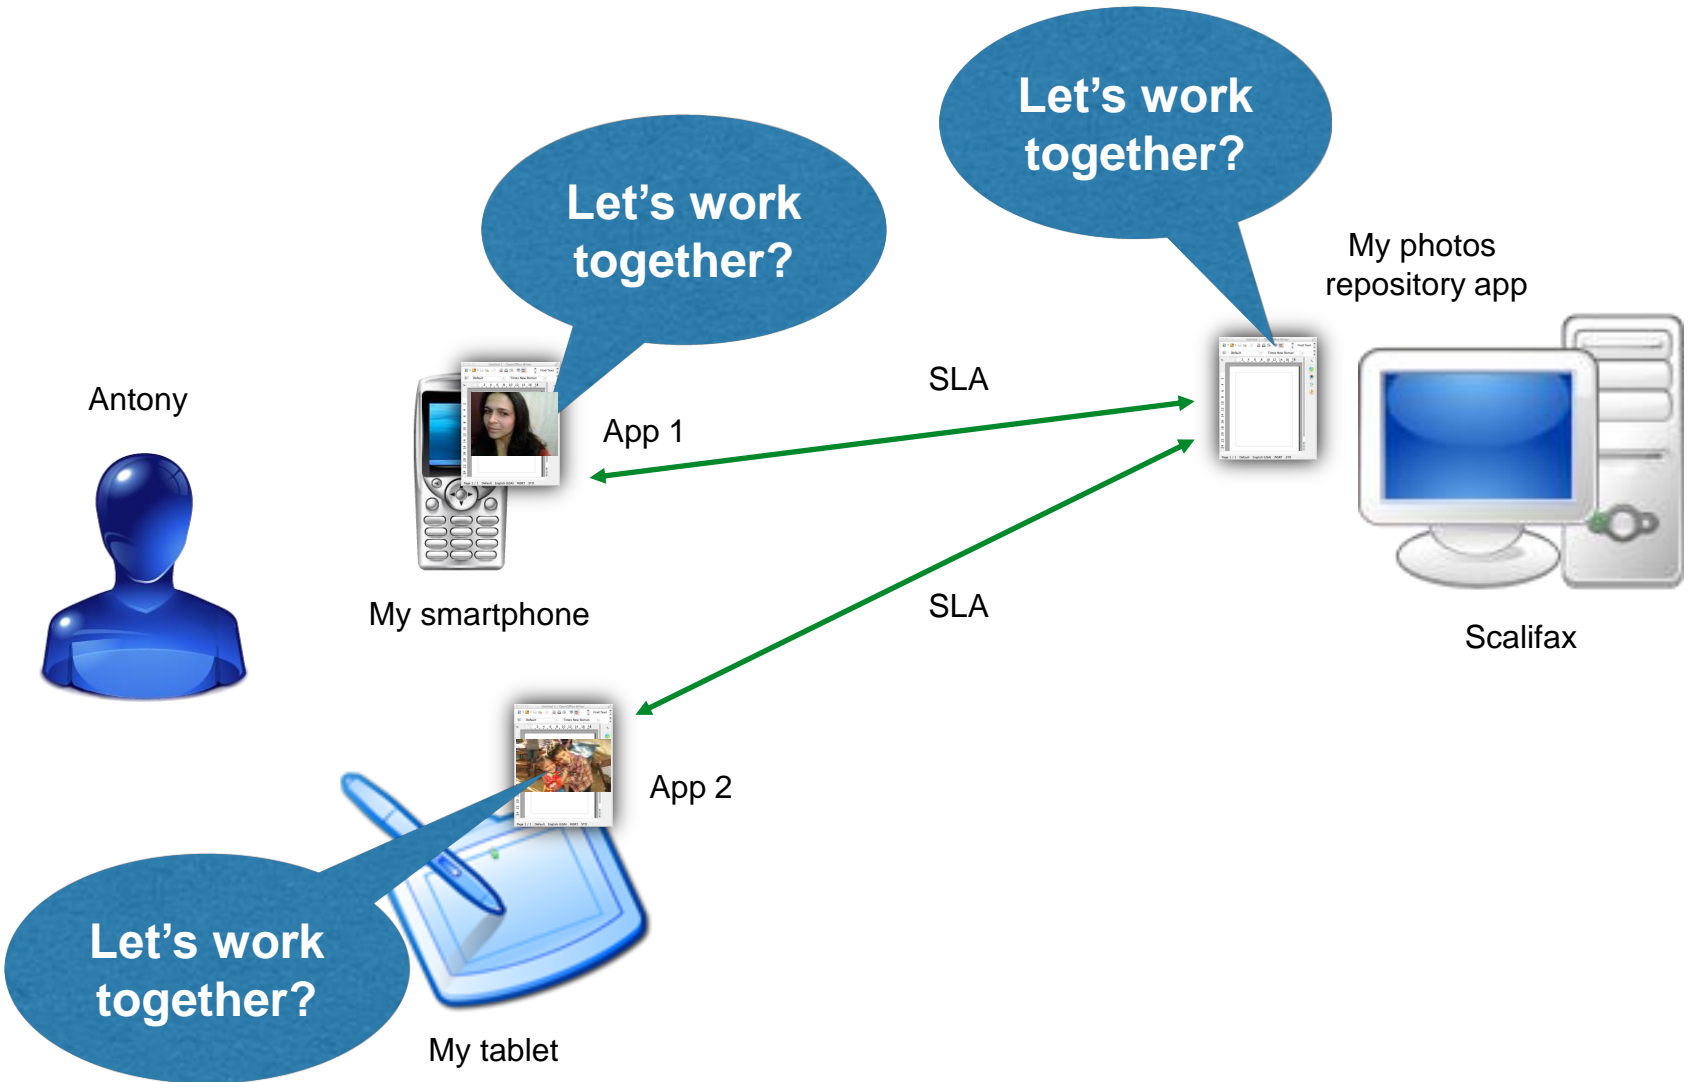 Let's work
together?
Let's work
together?
My photos
repository app
SLA
Antony
App 1
My smartphone
SLA
Scalifax
App 2
Let's work
together?
My tablet